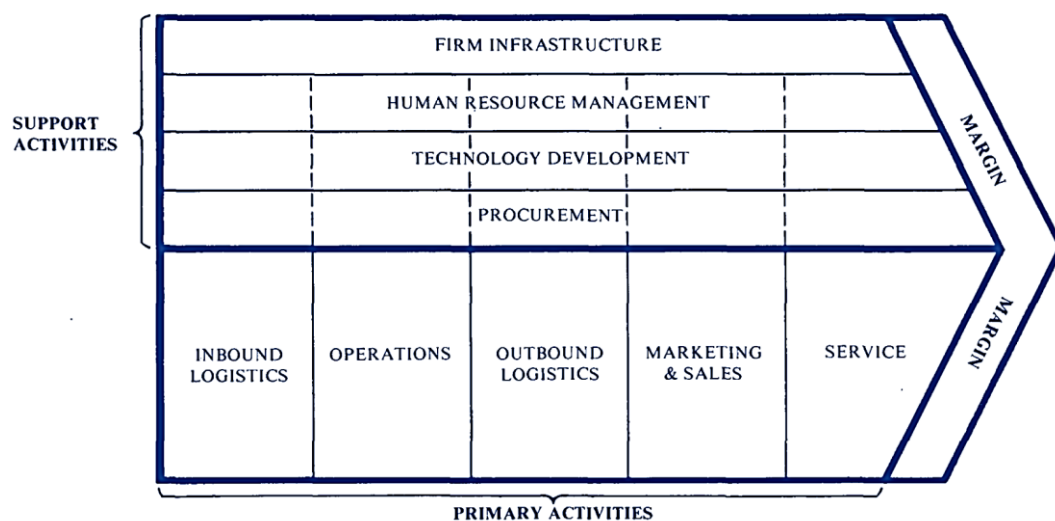 FIRM INFRASTRUCTURE
HUMAN RESOURCE MANAGEMENT
SUPPORT
ACTIVITIES
TECHNOLOGY DEVELOPMENT
PROCUREMENT
MARGIN
INBOUND
LOGISTICS
OPERATIONS
OUTBOUND
LOGISTICS
MARKETING
& SALES
SERVICE
MARGIN
PRIMARY ACTIVITIES